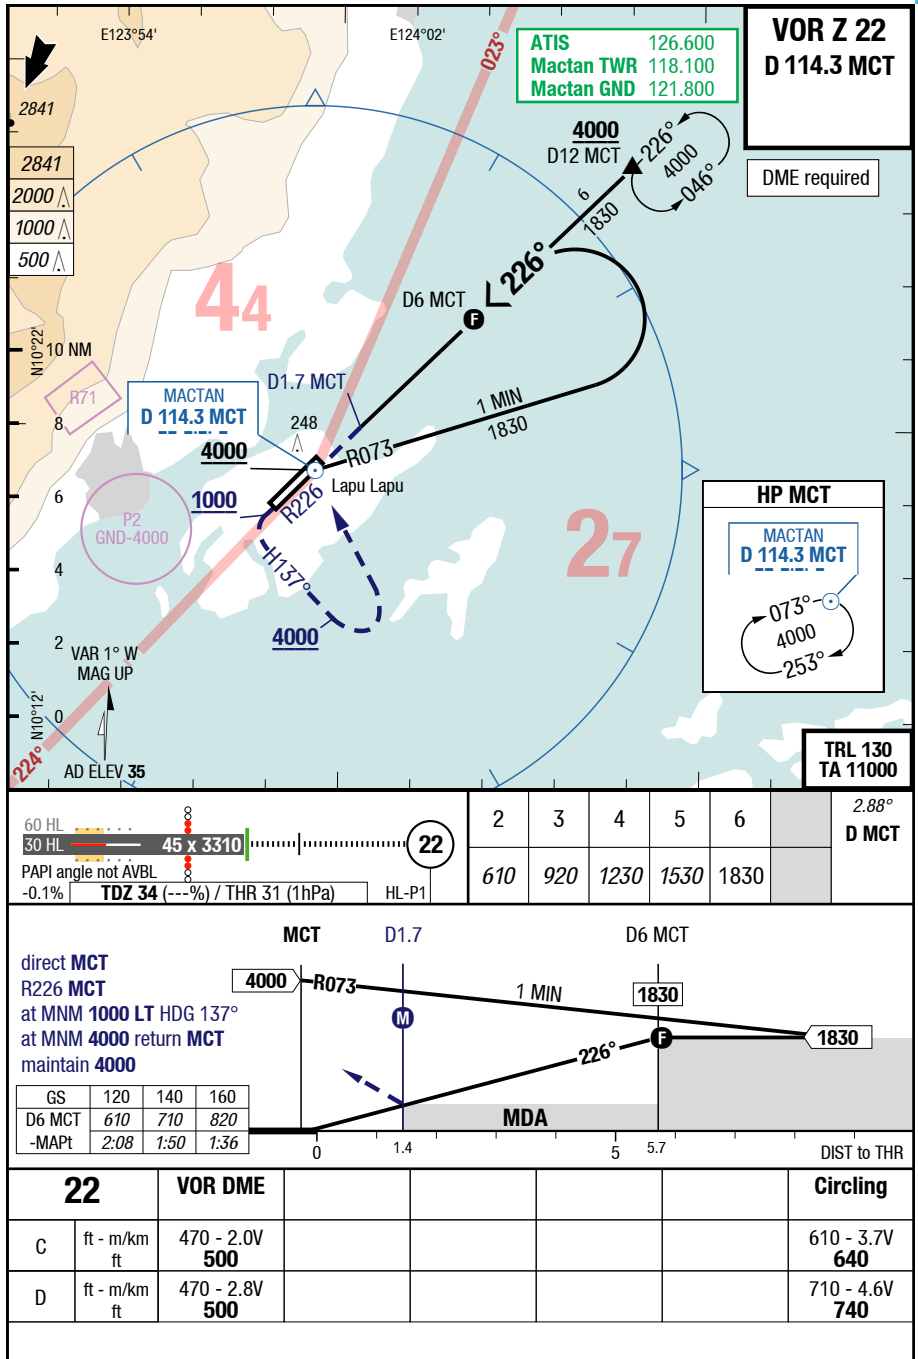 E123°54'
E124°02'
023°
ATIS 126.600
Mactan TWR 118.100
Mactan GND 121.800
VOR Z 22
D 114.3 MCT
DME required
2841
2841
2000
1000
500
4000
D12 MCT
226°
4000
046°
6
1830
226°
D6 MCT
F
44
N10°22'
10 NM
R71
MACTAN
D 114.3 MCT
D1.7 MCT
1 MIN
1830
8
248
4000
R073
Lapu Lapu
6
1000
R226
P2
GND-4000
27
H137°
4
4000
HP MCT
MACTAN
D 114.3 MCT
073°
4000
253°
2
VAR 1° W
MAG UP
N10°12'
0
224°
AD ELEV 35
TRL 130
TA 11000
60 HL
30 HL
45 x 3310
22
PAPI angle not AVBL
-0.1%
TDZ 34 (---%) / THR 31 (1hPa)
HL-P1
2 3 4 5 6 2.88°
D MCT
610 920 1230 1530 1830
MCT D1.7 D6 MCT
direct MCT
R226 MCT
at MNM 1000 LT HDG 137°
at MNM 4000 return MCT
maintain 4000
4000
R073
1 MIN
1830
M
226°
F
1830
MDA
GS 120 140 160
D6 MCT 610 710 820
-MAPt 2:08 1:50 1:36
0 1.4 5 5.7 DIST to THR
22 VOR DME Circling
C ft - m/km 470 - 2.0V 610 - 3.7V
ft 500 640
D ft - m/km 470 - 2.8V 710 - 4.6V
ft 500 740